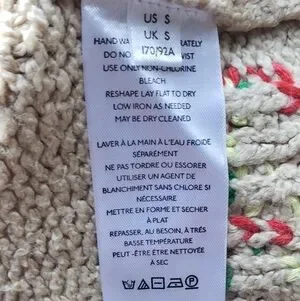 US S
UK S
170/92A
HAND WA RATELY
DO NO IST
USE ONLY NON-CHLORINE
BLEACH
RESHAPE LAY FLAT TO DRY
LOW IRON AS NEEDED
MAY BE DRY CLEANED
LAVER À LA MAIN À L'EAU FROIDE
SÉPARÉMENT
NE PAS TORDRE OU ESSORER
UTILISER UN AGENT DE
BLANCHIMENT SANS CHLORE SI
NÉCESSAIRE
METTRE EN FORME ET SÉCHER
À PLAT
REPASSER, AU BESOIN, À TRÈS
BASSE TEMPÉRATURE
PEUT -ÊTRE ÊTRE NETTOYÉE
À SEC